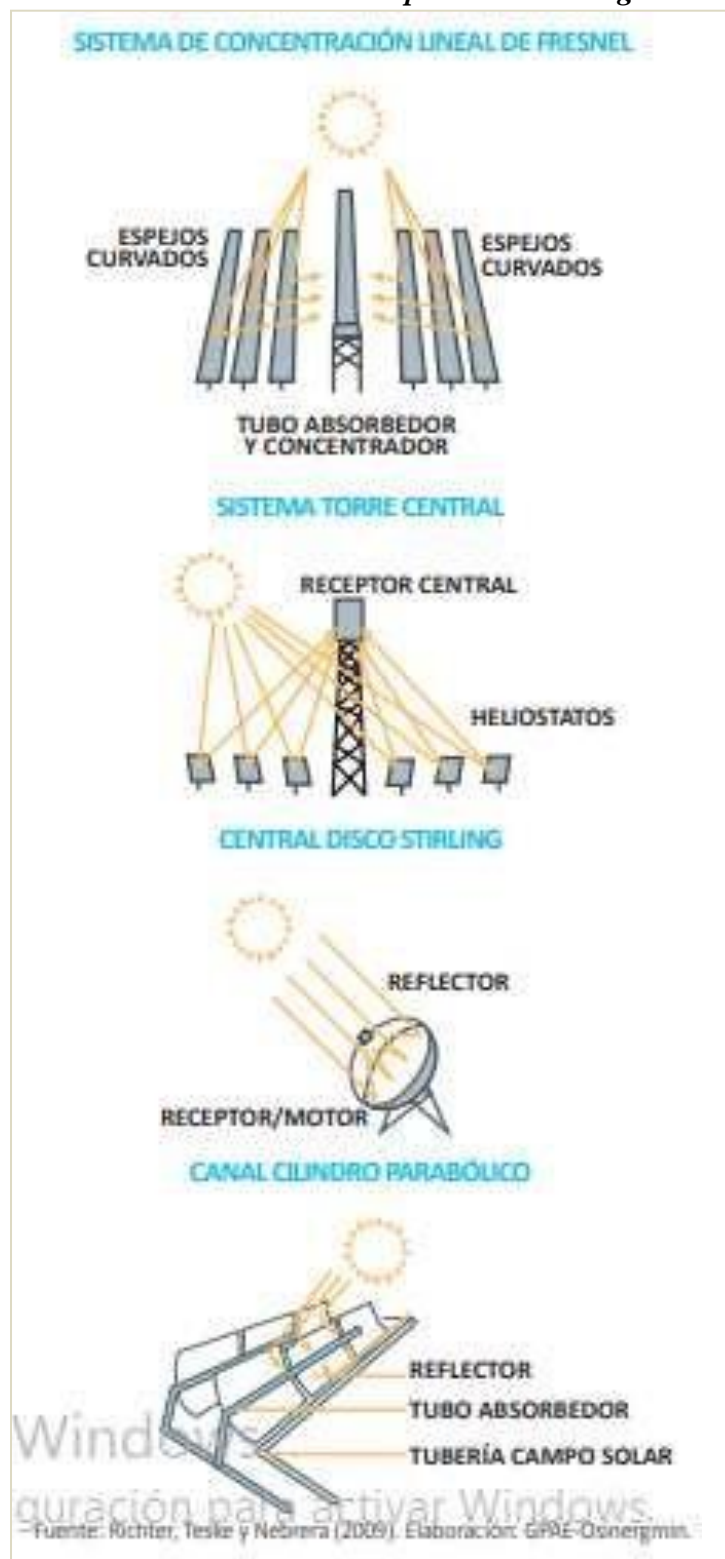 SISTEMA DE CONCENTRACIÓN LINEAL DE FRESNEL
ESPEJOS
CURVADOS
ESPEJOS
CURVADOS
TUBO ABSORBEDOR
Y CONCENTRADOR
SISTEMA TORRE CENTRAL
RECEPTOR CENTRAL
HELIOSTATOS
CENTRAL DISCO STIRLING
REFLECTOR
RECEPTOR/MOTOR
CANAL CILINDRO PARABÓLICO
REFLECTOR
TUBO ABSORBEDOR
TUBERÍA CAMPO SOLAR
Windows
para activar Windows.
Fuente: Richter, Teske y Nebrera (2009). Elaboración: GPAE-Osinergmin.